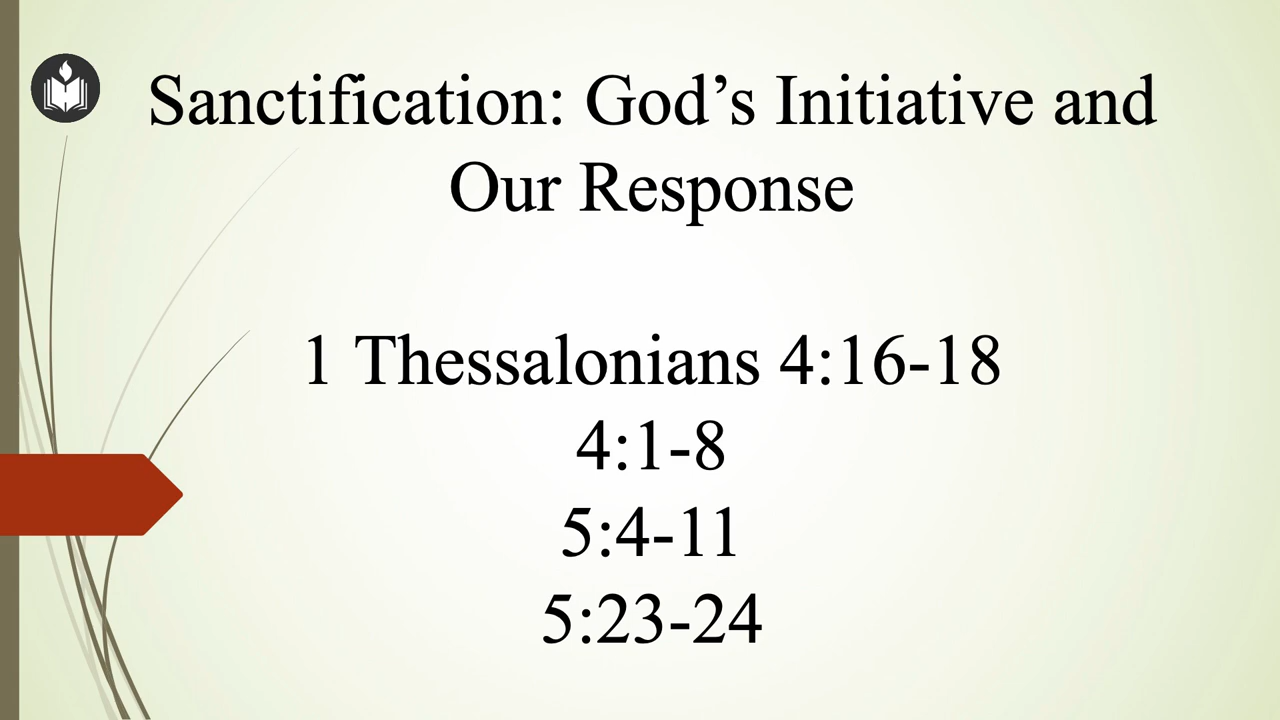 Sanctification: God’s Initiative and
Our Response
1 Thessalonians 4:16-18
4:1-8
5:4-11
5:23-24